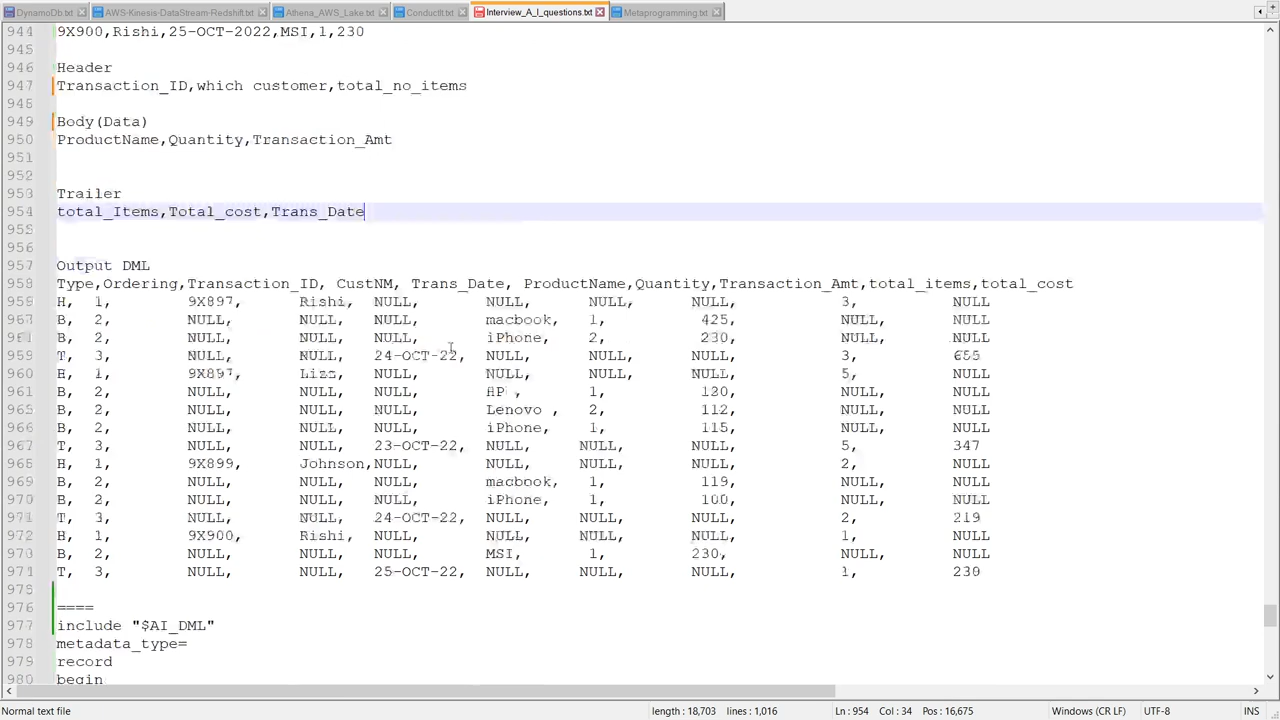 DynamoDb.txt AWS-Kinesis-DataStream-Redshift.txt Athena_AWS_Lake.txt ConductIt.txt Interview_A_I_questions.txt Metaprogramming.txt
944 9X900,Rishi,25-OCT-2022,MSI,1,230
945
946 Header
947 Transaction_ID,which customer,total_no_items
948
949 Body(Data)
950 ProductName,Quantity,Transaction_Amt
951
952
953 Trailer
954 total_Items,Total_cost,Trans_Date
955
956
957 Output DML
958 Type,Ordering,Transaction_ID, CustNM, Trans_Date, ProductName,Quantity,Transaction_Amt,total_items,total_cost
H, 1, 9X897, Rishi, NULL, NULL, NULL, NULL, 3, NULL
B, 2, NULL, NULL, NULL, macbook, 1, 425, NULL, NULL
B, 2, NULL, NULL, NULL, iPhone, 2, 230, NULL, NULL
T, 3, NULL, NULL, 24-OCT-22, NULL, NULL, NULL, 3, 655
H, 1, 9X897, NULL, NULL, NULL, NULL, 5, NULL
B, 2, NULL, NULL, NULL, 120, NULL, NULL
B, 2, NULL, NULL, NULL, Lenovo , 2, 112, NULL, NULL
B, 2, NULL, NULL, NULL, iPhone, 1, 115, NULL, NULL
T, 3, NULL, NULL, 23-OCT-22, NULL, NULL, NULL, 5, 347
H, 1, 9X899, Johnson,NULL, NULL, NULL, NULL, 2, NULL
B, 2, NULL, NULL, NULL, macbook, 1, 119, NULL, NULL
970 B, 2, NULL, NULL, NULL, iPhone, 1, 100, NULL, NULL
T, 3, NULL, NULL, 24-OCT-22, NULL, NULL, NULL, 2, 219
972 H, 1, 9X900, Rishi, NULL, NULL, NULL, NULL, 1, NULL
B, 2, NULL, NULL, NULL, MSI, 1, 230, NULL, NULL
T, 3, NULL, NULL, 25-OCT-22, NULL, NULL, NULL, 1, 230
975
976 ====
977 include "$AI_DML"
978 metadata_type=
979 record
980 begin
Normal text file length : 18,703 lines : 1,016 Ln : 954 Col : 34 Pos : 16,675 Windows (CR LF) UTF-8 INS